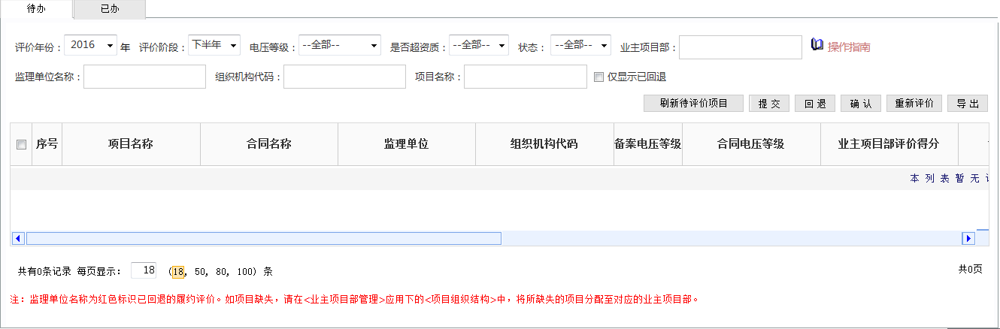 待办 已办
评价年份：2016 年 评价阶段：下半年 电压等级：--全部-- 是否超资质：--全部-- 状态：--全部-- 业主项目部： 操作指南
监理单位名称： 组织机构代码： 项目名称： 仅显示已回退
刷新待评价项目 提 交 回 退 确 认 重新评价 导 出
序号 项目名称 合同名称 监理单位 组织机构代码 备案电压等级 合同电压等级 业主项目部评价得分
本 列 表 暂 无
共有0条记录 每页显示： 18 (18, 50, 80, 100) 条 共0页
注：监理单位名称为红色标识已回退的履约评价。如项目缺失，请在<业主项目部管理>应用下的<项目组织结构>中，将所缺失的项目分配至对应的业主项目部。